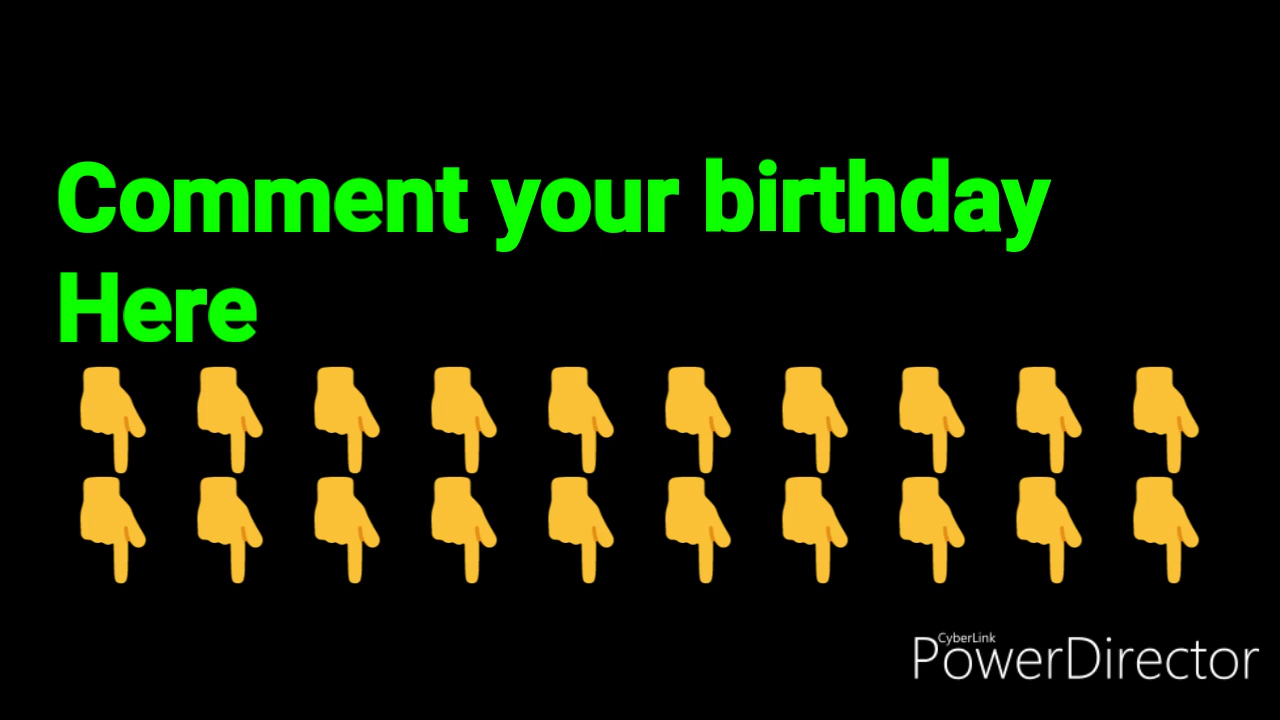 Comment your birthday
Here
👇👇👇👇👇👇👇👇👇👇
👇👇👇👇👇👇👇👇👇👇
CyberLink
PowerDirector